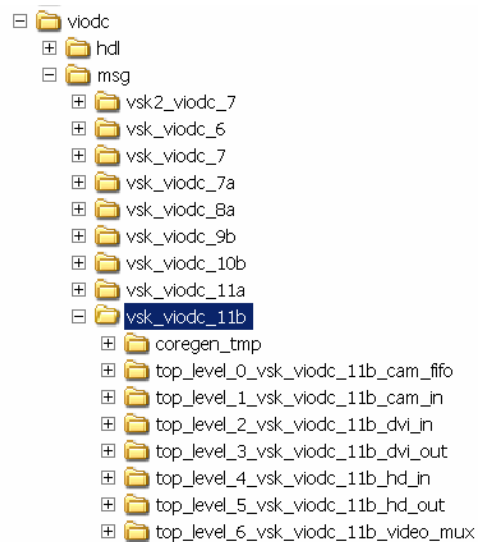 viodc
hdl
msg
vsk2_viodc_7
vsk_viodc_6
vsk_viodc_7
vsk_viodc_7a
vsk_viodc_8a
vsk_viodc_9b
vsk_viodc_10b
vsk_viodc_11a
vsk_viodc_11b
coregen_tmp
top_level_0_vsk_viodc_11b_cam_fifo
top_level_1_vsk_viodc_11b_cam_in
top_level_2_vsk_viodc_11b_dvi_in
top_level_3_vsk_viodc_11b_dvi_out
top_level_4_vsk_viodc_11b_hd_in
top_level_5_vsk_viodc_11b_hd_out
top_level_6_vsk_viodc_11b_video_mux